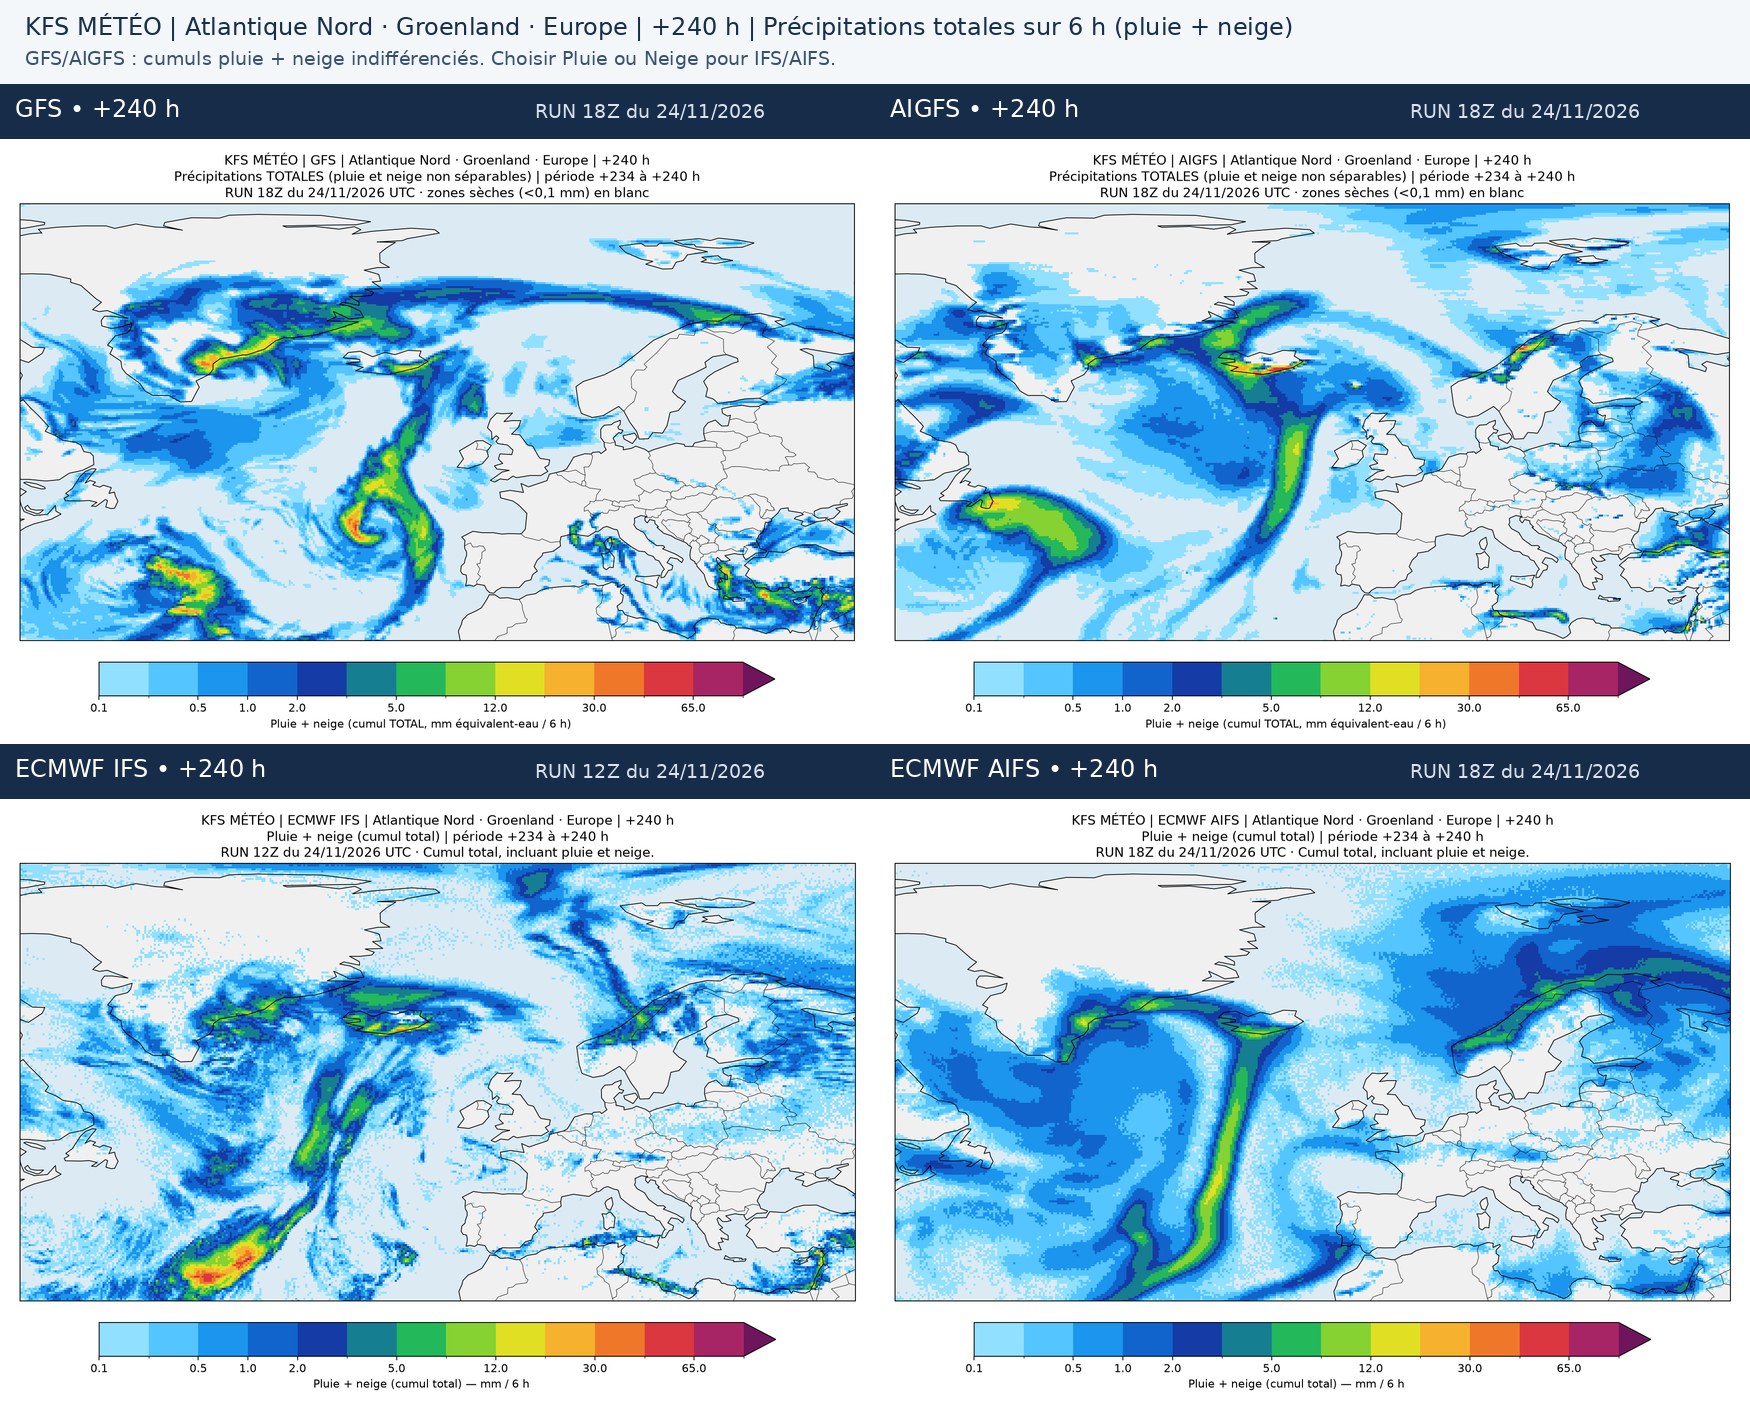 KFS MÉTÉO | Atlantique Nord · Groenland · Europe | +240 h | Précipitations totales sur 6 h (pluie + neige)
GFS/AIGFS : cumuls pluie + neige indifférenciés. Choisir Pluie ou Neige pour IFS/AIFS.
GFS • +240 h
RUN 18Z du 24/11/2026
KFS MÉTÉO | GFS | Atlantique Nord · Groenland · Europe | +240 h
Précipitations TOTALES (pluie et neige non séparables) | période +234 à +240 h
RUN 18Z du 24/11/2026 UTC · zones sèches (<0,1 mm) en blanc
0.1 0.5 1.0 2.0 5.0 12.0 30.0 65.0
Pluie + neige (cumul TOTAL, mm équivalent-eau / 6 h)
AIGFS • +240 h
RUN 18Z du 24/11/2026
KFS MÉTÉO | AIGFS | Atlantique Nord · Groenland · Europe | +240 h
Précipitations TOTALES (pluie et neige non séparables) | période +234 à +240 h
RUN 18Z du 24/11/2026 UTC · zones sèches (<0,1 mm) en blanc
0.1 0.5 1.0 2.0 5.0 12.0 30.0 65.0
Pluie + neige (cumul TOTAL, mm équivalent-eau / 6 h)
ECMWF IFS • +240 h
RUN 12Z du 24/11/2026
KFS MÉTÉO | ECMWF IFS | Atlantique Nord · Groenland · Europe | +240 h
Pluie + neige (cumul total) | période +234 à +240 h
RUN 12Z du 24/11/2026 UTC · Cumul total, incluant pluie et neige.
0.1 0.5 1.0 2.0 5.0 12.0 30.0 65.0
Pluie + neige (cumul total) — mm / 6 h
ECMWF AIFS • +240 h
RUN 18Z du 24/11/2026
KFS MÉTÉO | ECMWF AIFS | Atlantique Nord · Groenland · Europe | +240 h
Pluie + neige (cumul total) | période +234 à +240 h
RUN 18Z du 24/11/2026 UTC · Cumul total, incluant pluie et neige.
0.1 0.5 1.0 2.0 5.0 12.0 30.0 65.0
Pluie + neige (cumul total) — mm / 6 h